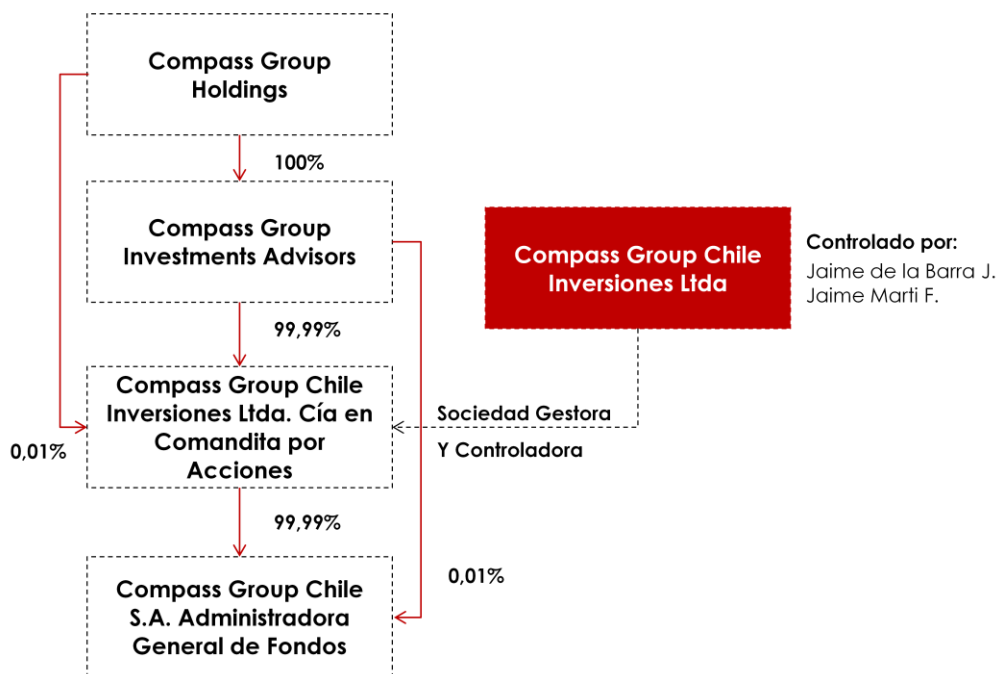 Compass Group
Holdings
100%
Compass Group
Investments Advisors
99,99%
Compass Group Chile
Inversiones Ltda. Cía en
Comandita por
Acciones
0,01%
99,99%
Compass Group Chile
S.A. Administradora
General de Fondos
0,01%
Compass Group Chile
Inversiones Ltda
Controlado por:
Jaime de la Barra J.
Jaime Marti F.
Sociedad Gestora
Y Controladora